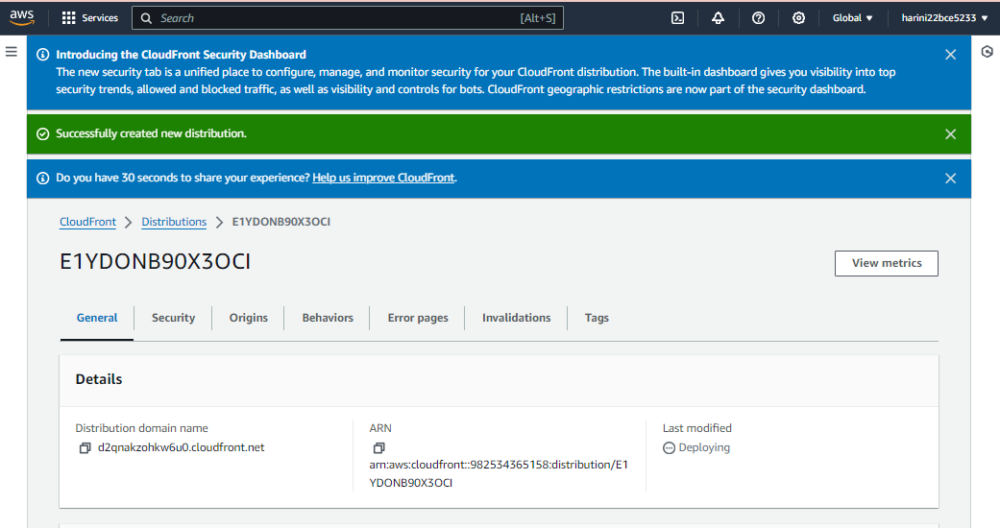 aws
Services
Search
[Alt+S]
Global
harini22bce5233
Introducing the CloudFront Security Dashboard
The new security tab is a unified place to configure, manage, and monitor security for your CloudFront distribution. The built-in dashboard gives you visibility into top
security trends, allowed and blocked traffic, as well as visibility and controls for bots. CloudFront geographic restrictions are now part of the security dashboard.
Successfully created new distribution.
Do you have 30 seconds to share your experience? Help us improve CloudFront.
CloudFront > Distributions > E1YDONB90X3OCI
E1YDONB90X3OCI
View metrics
General
Security
Origins
Behaviors
Error pages
Invalidations
Tags
Details
Distribution domain name
d2qnakzohkw6u0.cloudfront.net
ARN
arn:aws:cloudfront::982534365158:distribution/E1
YDONB90X3OCI
Last modified
Deploying